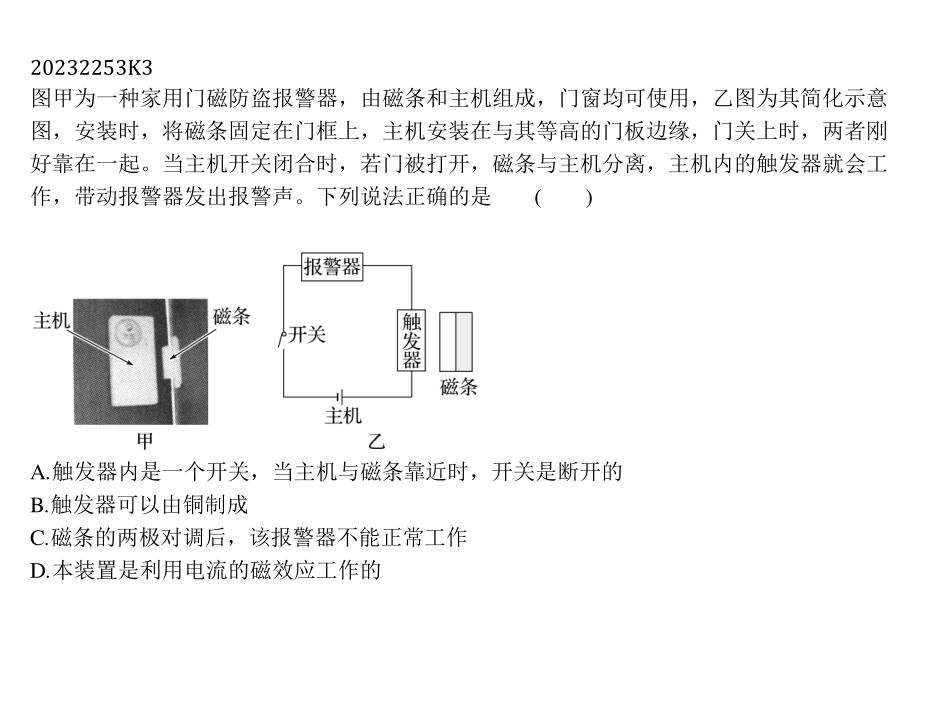 20232253K3
图甲为一种家用门磁防盗报警器，由磁条和主机组成，门窗均可使用，乙图为其简化示意
图，安装时，将磁条固定在门框上，主机安装在与其等高的门板边缘，门关上时，两者刚
好靠在一起。当主机开关闭合时，若门被打开，磁条与主机分离，主机内的触发器就会工
作，带动报警器发出报警声。下列说法正确的是 ( )
主机
磁条
甲
报警器
开关
触发器
磁条
主机
乙
A.触发器内是一个开关，当主机与磁条靠近时，开关是断开的
B.触发器可以由铜制成
C.磁条的两极对调后，该报警器不能正常工作
D.本装置是利用电流的磁效应工作的